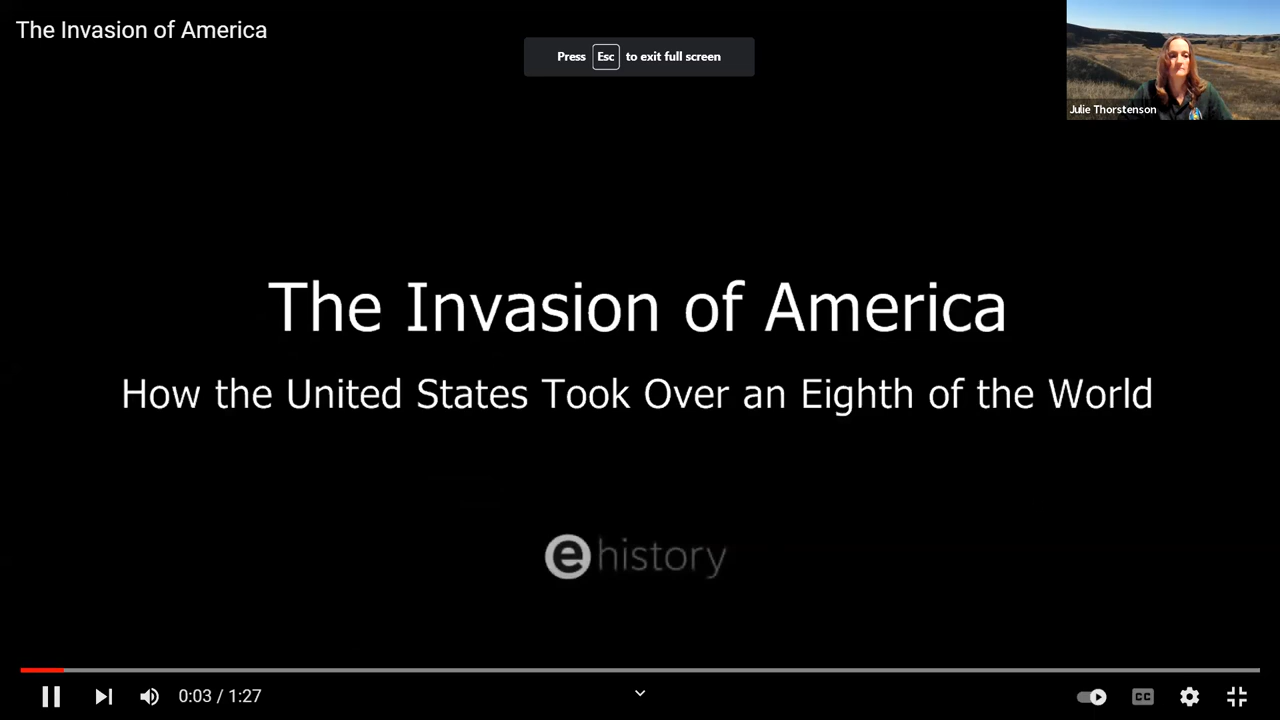 The Invasion of America
Press Esc to exit full screen
Julie Thorstenson
The Invasion of America
How the United States Took Over an Eighth of the World
ehistory
0:03 / 1:27
CC